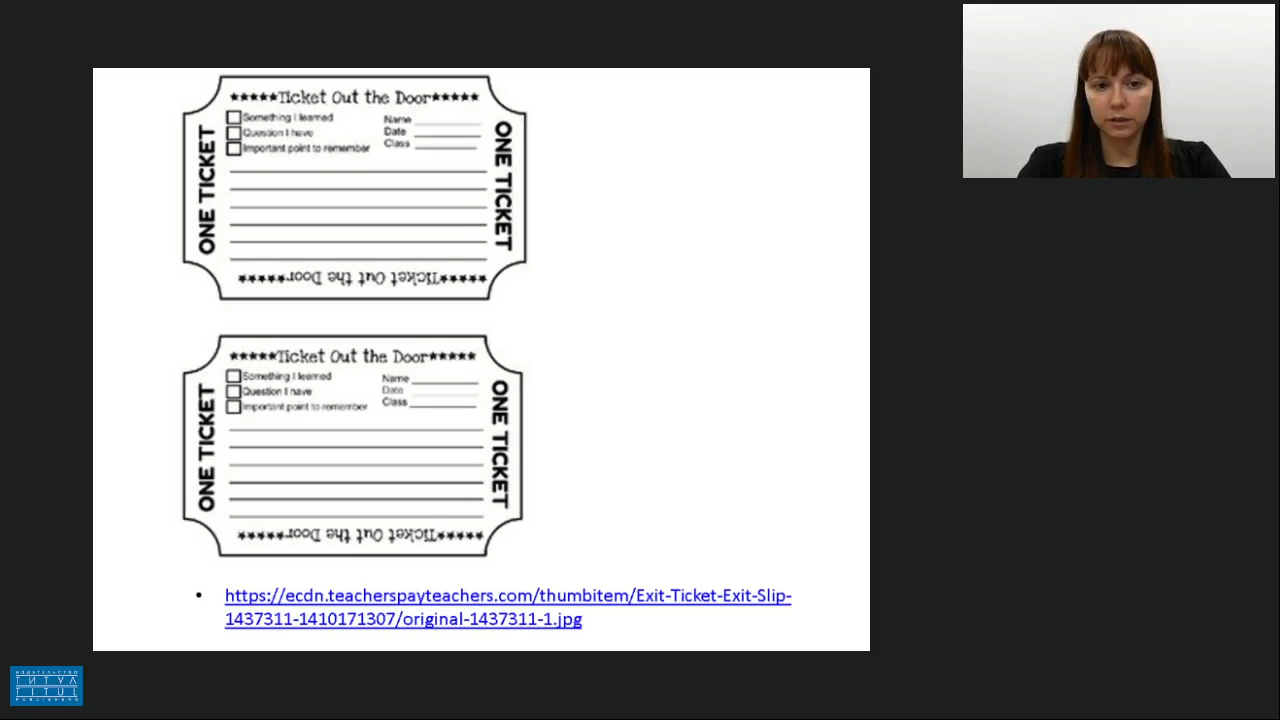 ★★★★★Ticket Out the Door★★★★★
Something I learned
Question I have
Important point to remember
Name
Date
Class
ONE TICKET
ONE TICKET
★★★★★Ticket Out the Door★★★★★
★★★★★Ticket Out the Door★★★★★
Something I learned
Question I have
Important point to remember
Name
Date
Class
ONE TICKET
ONE TICKET
★★★★★Ticket Out the Door★★★★★
• https://ecdn.teacherspayteachers.com/thumbitem/Exit-Ticket-Exit-Slip-
1437311-1410171307/original-1437311-1.jpg
ИЗДАТЕЛЬСТВО
ТИТУЛ
TITUL
PUBLISHERS